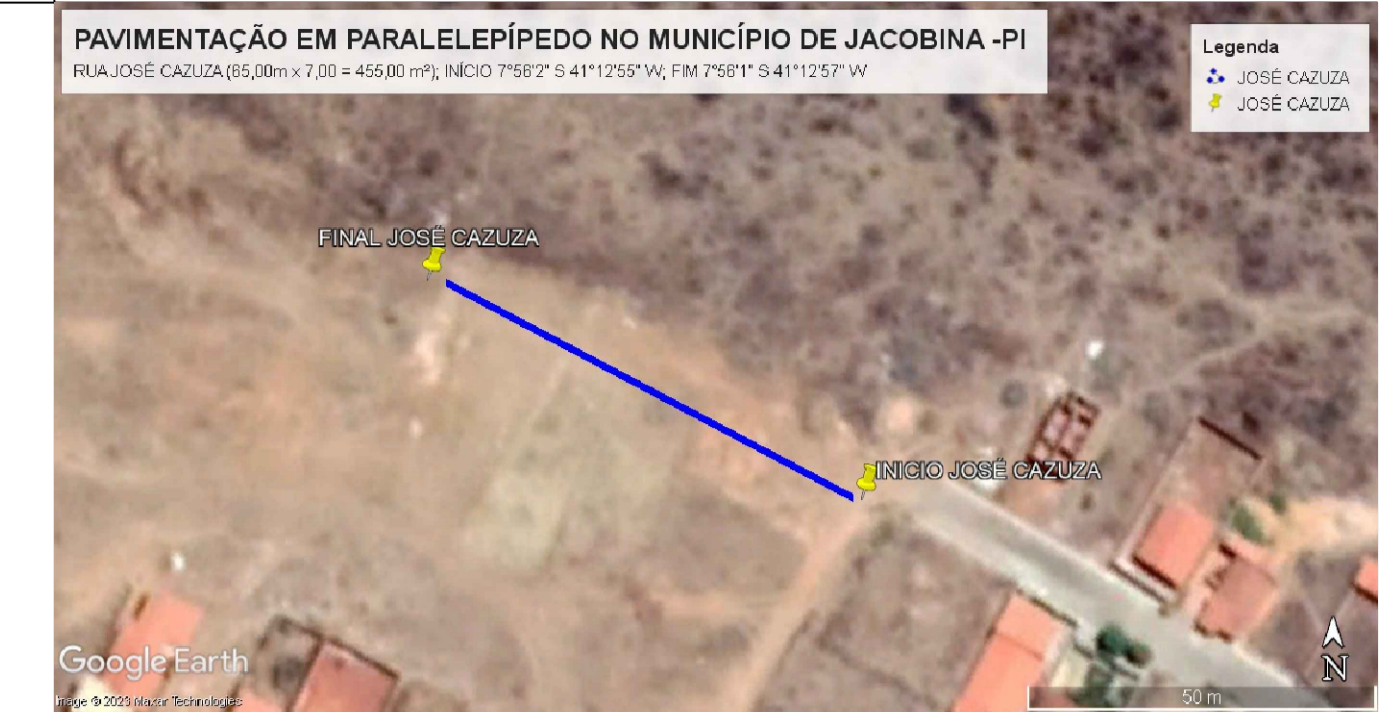 PAVIMENTAÇÃO EM PARALELEPÍPEDO NO MUNICÍPIO DE JACOBINA -PI
RUA JOSÉ CAZUZA (65,00m x 7,00 = 455,00 m²); INÍCIO 7°56'2" S 41°12'55" W; FIM 7°56'1" S 41°12'57" W
Legenda
JOSÉ CAZUZA
JOSÉ CAZUZA
FINAL JOSÉ CAZUZA
INICIO JOSÉ CAZUZA
Google Earth
Image © 2023 Maxar Technologies
N
50 m